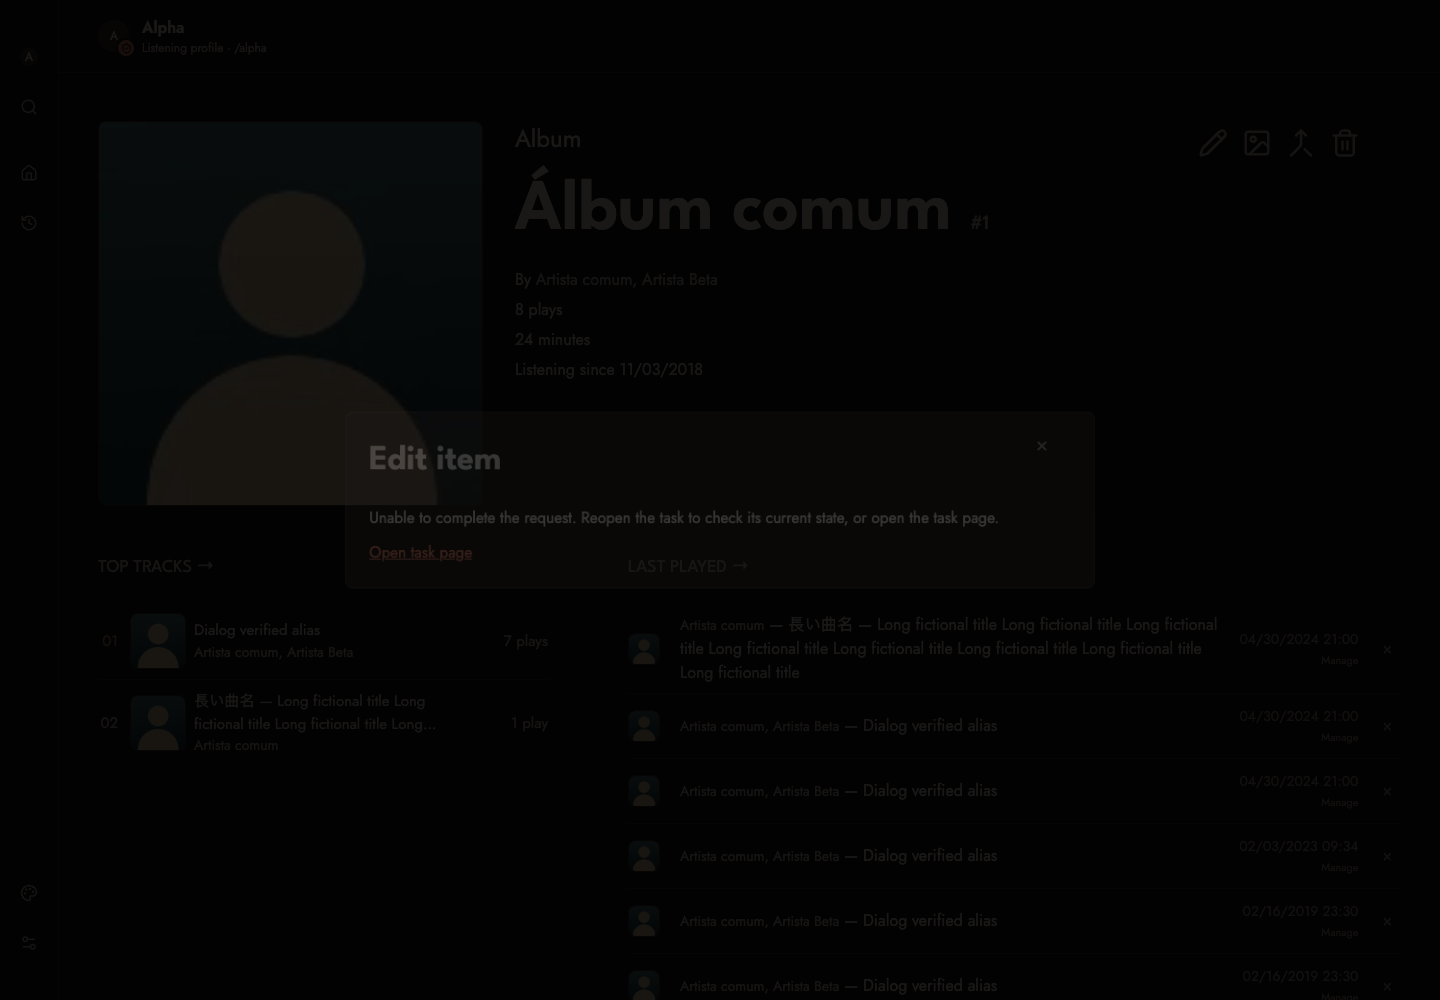 A
Alpha
Listening profile · /alpha
A
Album
Álbum comum #1
By Artista comum, Artista Beta
8 plays
24 minutes
Listening since 11/03/2018
Edit item
×
Unable to complete the request. Reopen the task to check its current state, or open the task page.
Open task page
TOP TRACKS →
01
Dialog verified alias
Artista comum, Artista Beta
7 plays
02
長い曲名 — Long fictional title Long
fictional title Long fictional title Long...
Artista comum
1 play
LAST PLAYED →
Artista comum — 長い曲名 — Long fictional title Long fictional title Long fictional
title Long fictional title Long fictional title Long fictional title Long fictional title
Long fictional title
04/30/2024 21:00
Manage
×
Artista comum, Artista Beta — Dialog verified alias
04/30/2024 21:00
Manage
×
Artista comum, Artista Beta — Dialog verified alias
04/30/2024 21:00
Manage
×
Artista comum, Artista Beta — Dialog verified alias
02/03/2023 09:34
Manage
×
Artista comum, Artista Beta — Dialog verified alias
02/16/2019 23:30
Manage
×
Artista comum, Artista Beta — Dialog verified alias
02/16/2019 23:30
Manage
×